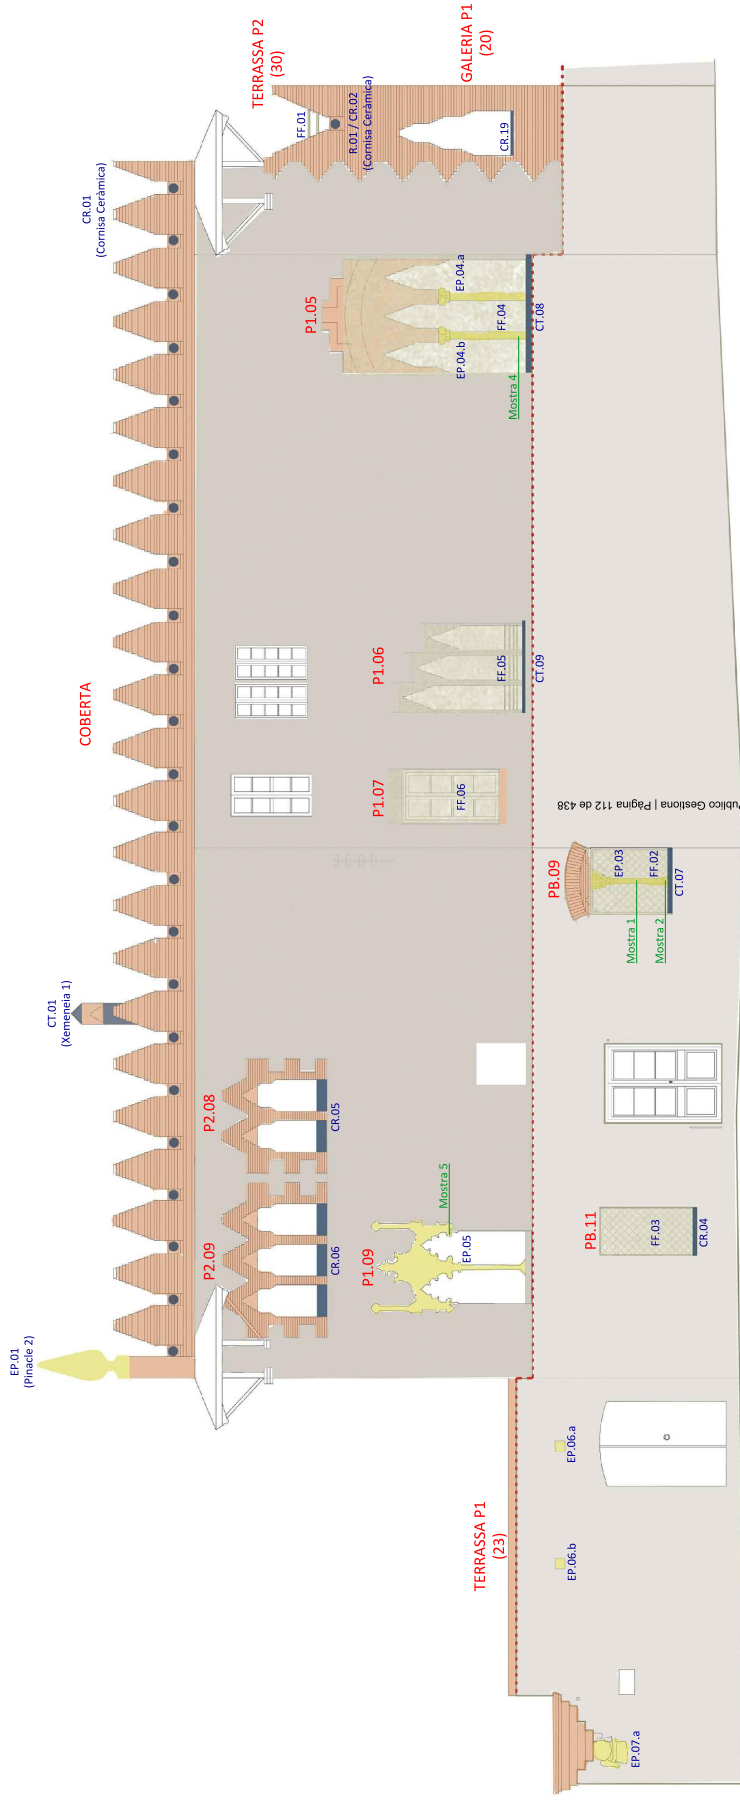 EP.01
(Pinacle 2)
CT.01
(Xemeneia 1)
COBERTA
CR.01
(Cornisa Ceràmica)
TERRASSA P2
(30)
GALERIA P1
(20)
FF.01
R.01 / CR.02
(Cornisa Ceràmica)
CR.19
P2.09
CR.06
P2.08
CR.05
P1.09
EP.05
Mostra 5
P1.07
FF.06
P1.06
FF.05
CT.09
P1.05
EP.04.b
EP.04.a
FF.04
CT.08
Mostra 4
TERRASSA P1
(23)
EP.07.a
EP.06.b
EP.06.a
PB.11
FF.03
CR.04
PB.09
EP.03
FF.02
CT.07
Mostra 1
Mostra 2
Publico Gestiona | Página 112 de 438